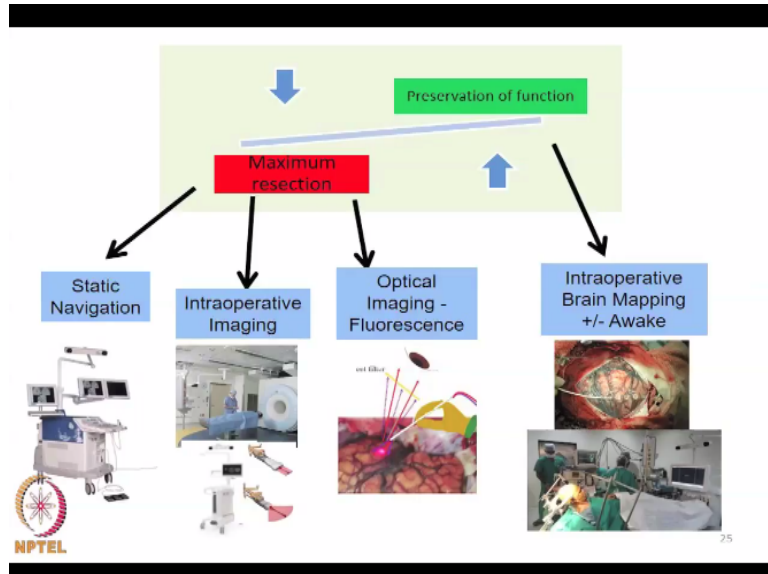 Preservation of function
Maximum
resection
Static
Navigation
Intraoperative
Imaging
Optical
Imaging -
Fluorescence
Intraoperative
Brain Mapping
+/- Awake
NPTEL
25